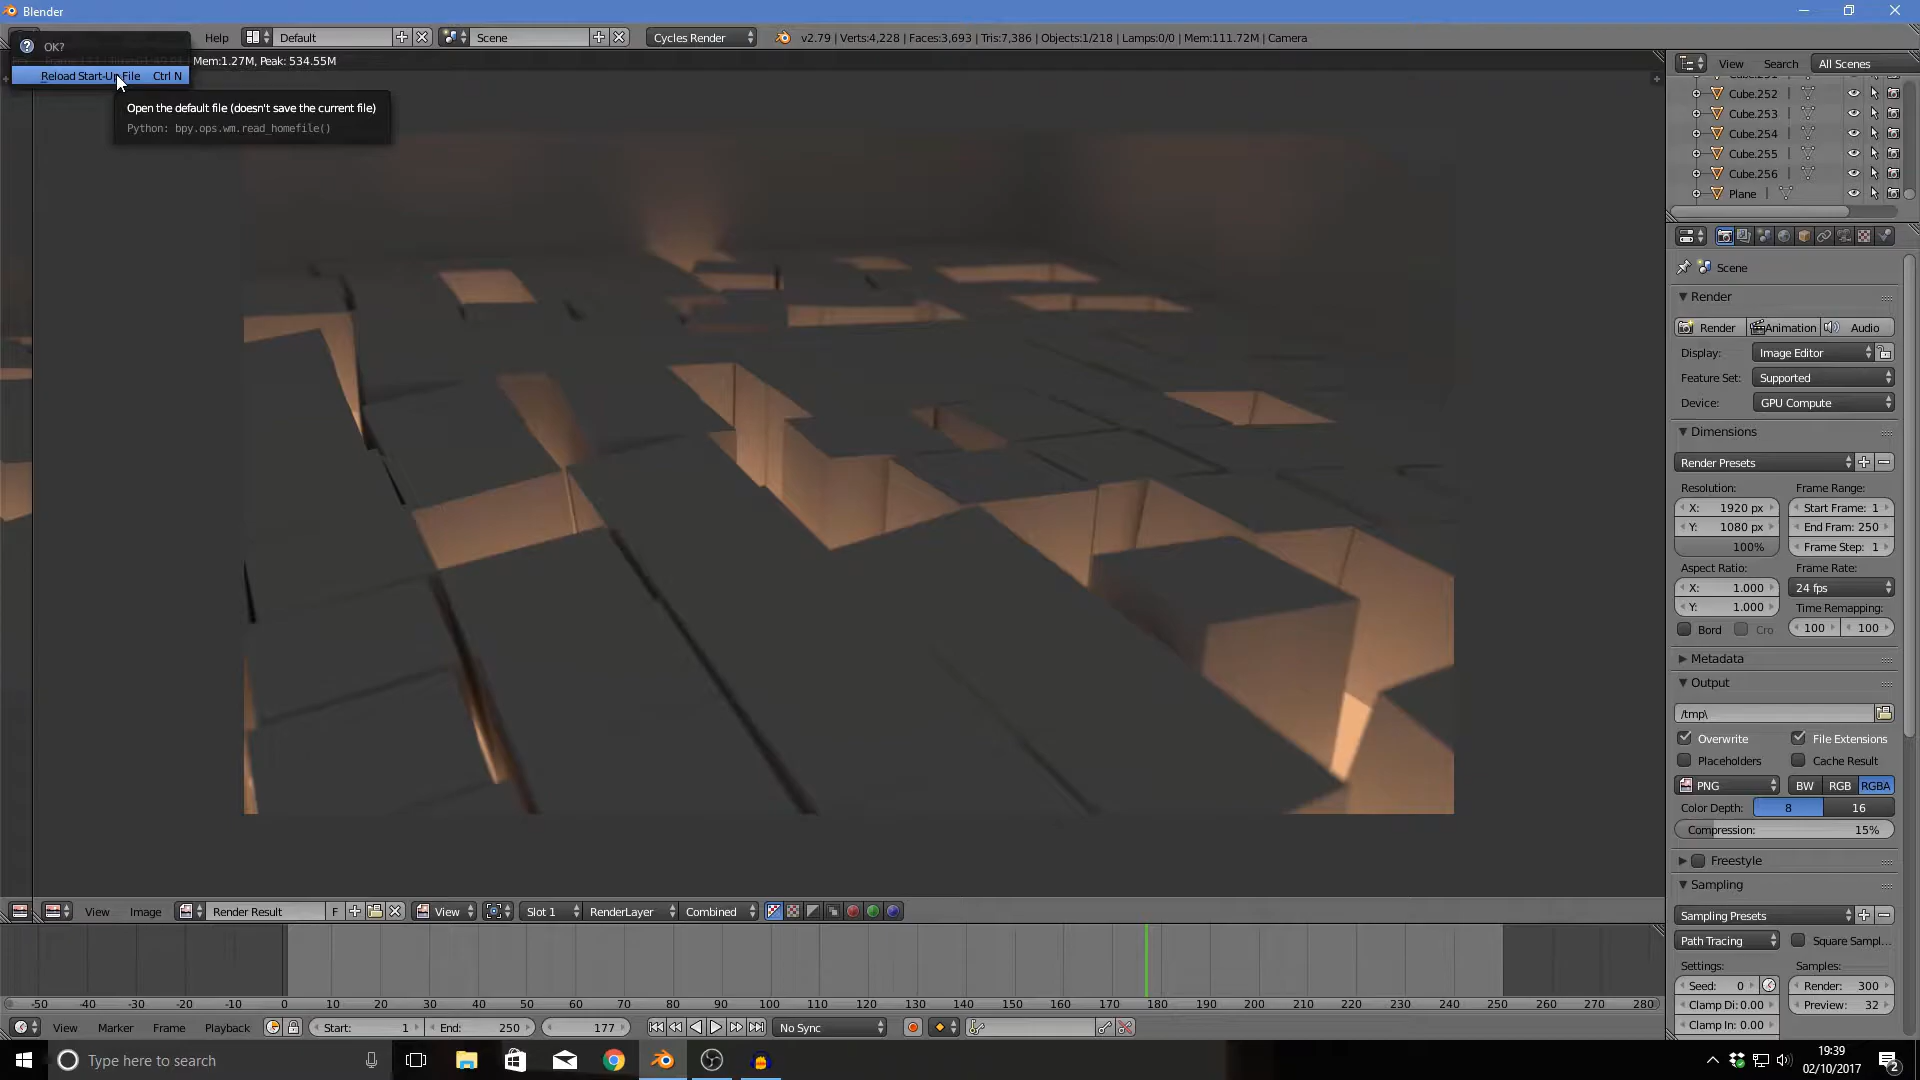 Blender
OK?
Help
Default
Scene
Cycles Render
v2.79 | Verts:4,228 | Faces:3,693 | Tris:7,386 | Objects:1/218 | Lamps:0/0 | Mem:111.72M | Camera
Mem:1.27M, Peak: 534.55M
Reload Start-Up File Ctrl N
Open the default file (doesn't save the current file)
Python: bpy.ops.wm.read_homefile()
View Search All Scenes
Cube.251
Cube.252
Cube.253
Cube.254
Cube.255
Cube.256
Plane
Scene
Render
Render Animation Audio
Display: Image Editor
Feature Set: Supported
Device: GPU Compute
Dimensions
Render Presets
Resolution: Frame Range:
X: 1920 px Start Frame: 1
Y: 1080 px End Fram: 250
100% Frame Step: 1
Aspect Ratio: Frame Rate:
X: 1.000 24 fps
Y: 1.000 Time Remapping:
Bord Cro 100 100
Metadata
Output
/tmp\
Overwrite File Extensions
Placeholders Cache Result
PNG BW RGB RGBA
Color Depth: 8 16
Compression: 15%
Freestyle
Sampling
Sampling Presets
Path Tracing Square Sampl...
Settings: Samples:
Seed: 0 Render: 300
Clamp Di: 0.00 Preview: 32
Clamp In: 0.00
View Image Render Result F View Slot 1 RenderLayer Combined
-50 -40 -30 -20 -10 0 10 20 30 40 50 60 70 80 90 100 110 120 130 140 150 160 170 180 190 200 210 220 230 240 250 260 270 280
View Marker Frame Playback Start: 1 End: 250 177 No Sync
Type here to search
19:39
02/10/2017
2